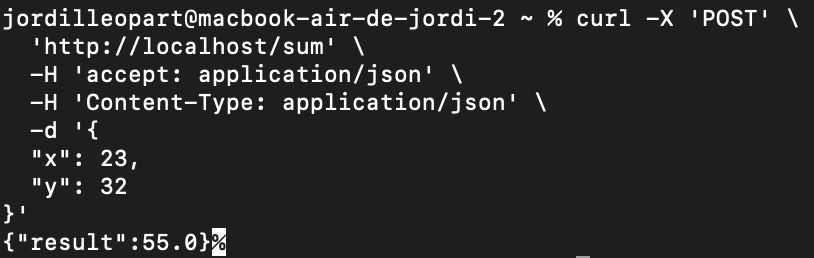 jordilleopart@macbook-air-de-jordi-2 ~ % curl -X 'POST' \
  'http://localhost/sum' \
  -H 'accept: application/json' \
  -H 'Content-Type: application/json' \
  -d '{
  "x": 23,
  "y": 32
}'
{"result":55.0}%